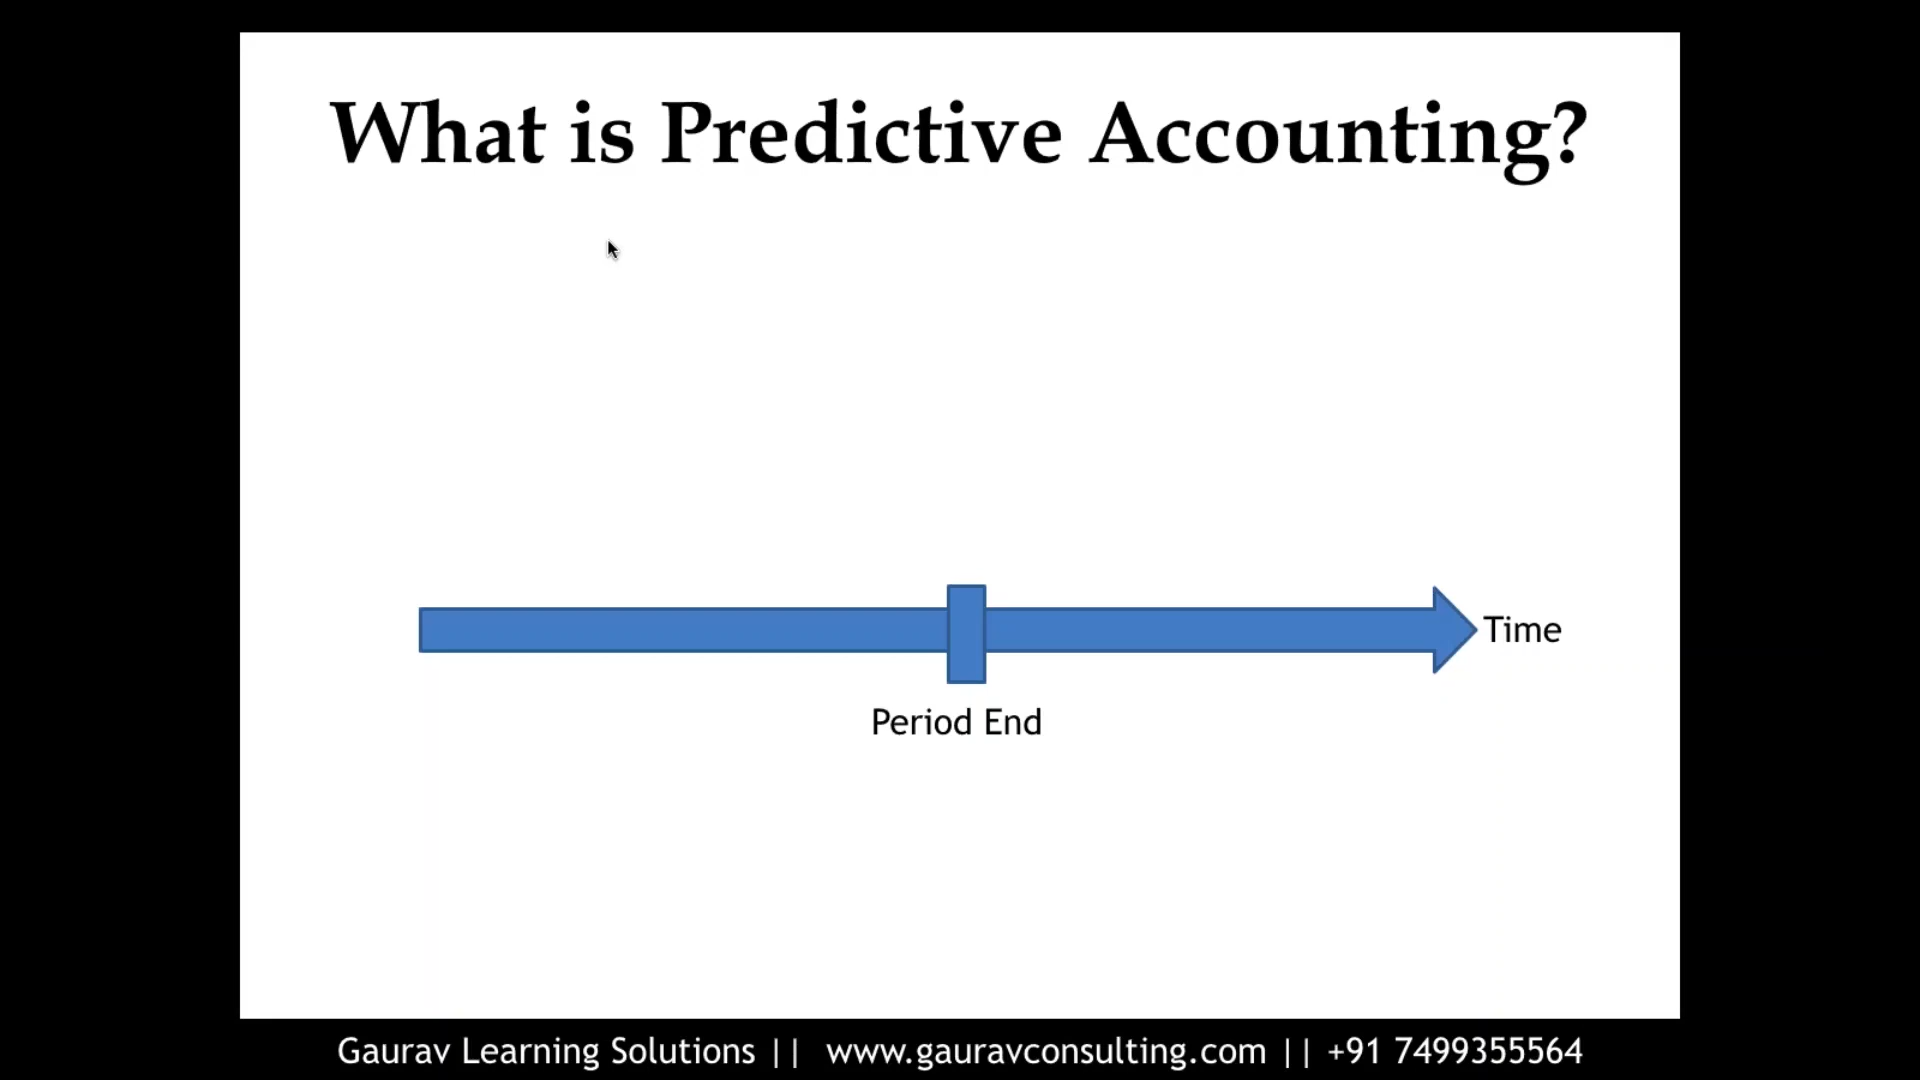 What is Predictive Accounting?
Time
Period End
Gaurav Learning Solutions || www.gauravconsulting.com || +91 7499355564